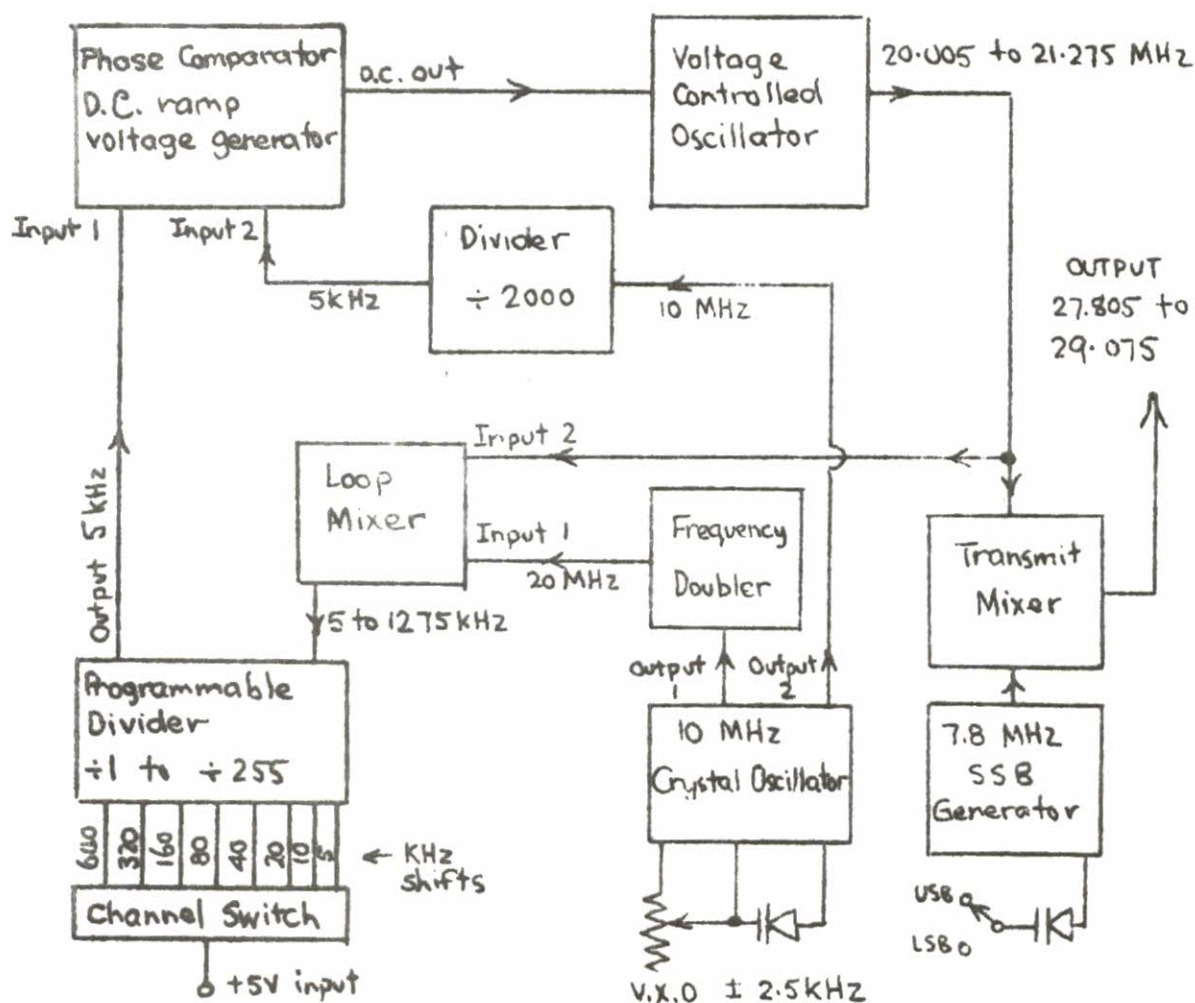 Phase Comparator
D.C. ramp
voltage generator
a.c. out
Voltage
Controlled
Oscillator
20.005 to 21.275 MHz
Input 1
Input 2
Divider
÷ 2000
5kHz
10 MHz
OUTPUT
27.805 to
29.075
Output 5kHz
Loop
Mixer
Input 2
Input 1
20 MHz
Frequency
Doubler
Transmit
Mixer
5 to 1275kHz
Programmable
Divider
÷1 to ÷255
Output
1
Output
2
10 MHz
Crystal Oscillator
7.8 MHz
SSB
Generator
640
320
160
80
40
20
10
5
← KHz
shifts
Channel Switch
+5V input
V.X.O ± 2.5kHz
USB
LSB